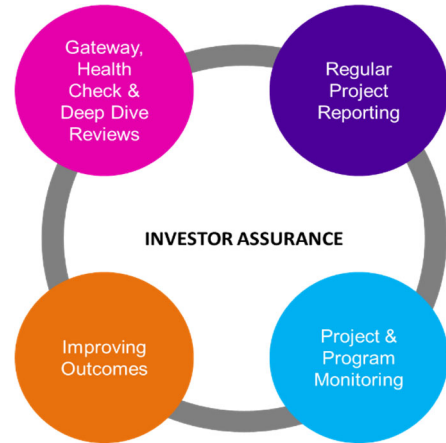 Gateway,
Health
Check &
Deep Dive
Reviews
Regular
Project
Reporting
INVESTOR ASSURANCE
Improving
Outcomes
Project &
Program
Monitoring